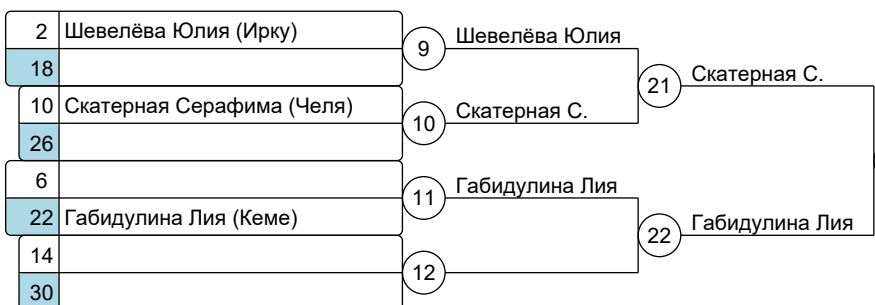 2 Шевелёва Юлия (Ирку)
9 Шевелёва Юлия
18
21 Скатерная С.
10 Скатерная Серафима (Челя)
10 Скатерная С.
26
6
11 Габидулина Лия
22 Габидулина Лия (Кеме)
22 Габидулина Лия
14
12
30